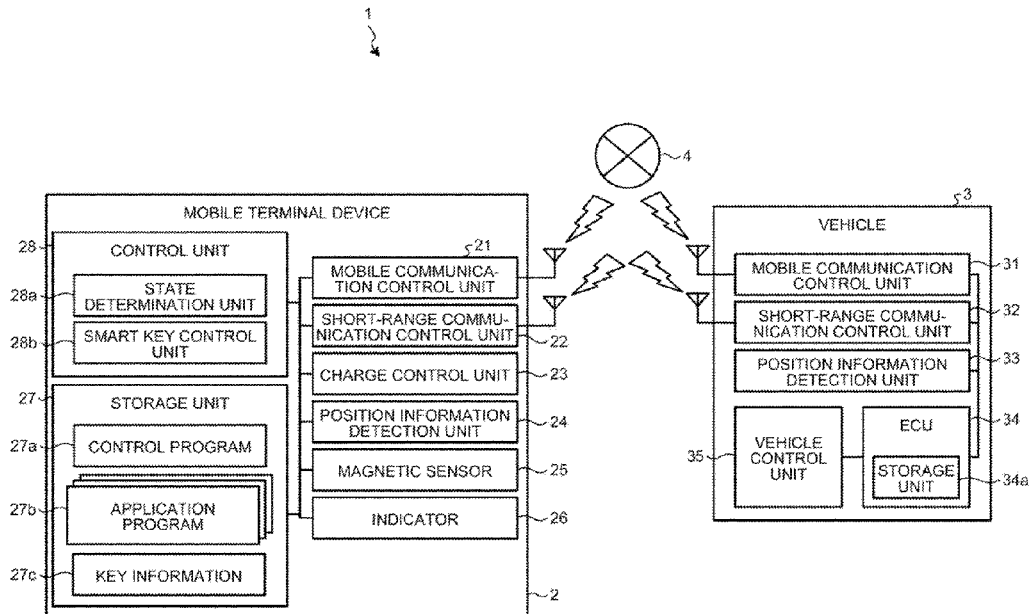 1
4
MOBILE TERMINAL DEVICE
28
CONTROL UNIT
28a
STATE
DETERMINATION UNIT
28b
SMART KEY CONTROL
UNIT
27
STORAGE UNIT
27a
CONTROL PROGRAM
27b
APPLICATION
PROGRAM
27c
KEY INFORMATION
21
MOBILE COMMUNICA-
TION CONTROL UNIT
SHORT-RANGE COMMU-
NICATION CONTROL UNIT
22
CHARGE CONTROL UNIT
23
POSITION INFORMATION
DETECTION UNIT
24
MAGNETIC SENSOR
25
INDICATOR
26
2
3
VEHICLE
MOBILE COMMUNICATION
CONTROL UNIT
31
SHORT-RANGE COMMU-
NICATION CONTROL UNIT
32
POSITION INFORMATION
DETECTION UNIT
33
35
VEHICLE
CONTROL
UNIT
ECU
34
STORAGE
UNIT
34a